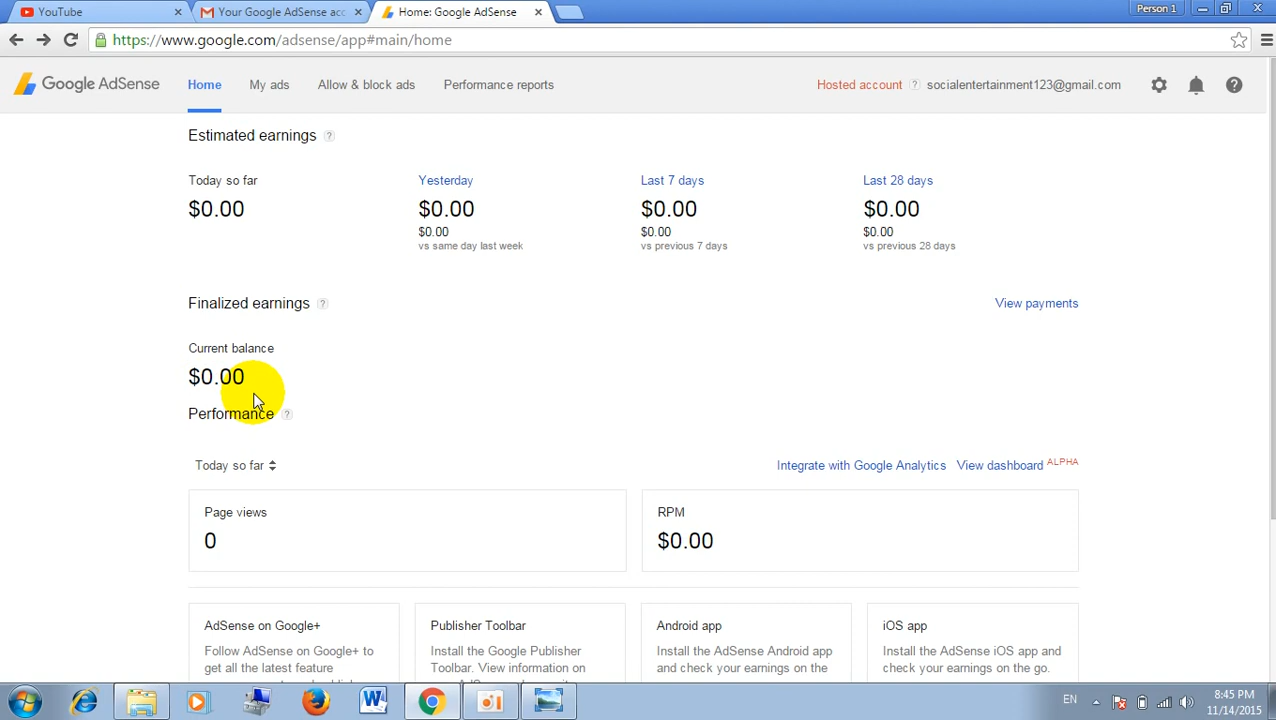 YouTube
Your Google AdSense acc
Home: Google AdSense
Person 1
https://www.google.com/adsense/app#main/home
Google AdSense
Home
My ads
Allow & block ads
Performance reports
Hosted account ?
socialentertainment123@gmail.com
Estimated earnings ?
Today so far
Yesterday
Last 7 days
Last 28 days
$0.00
$0.00
$0.00
$0.00
$0.00
$0.00
$0.00
vs same day last week
vs previous 7 days
vs previous 28 days
Finalized earnings ?
View payments
Current balance
$0.00
Performance ?
Today so far
Integrate with Google Analytics
View dashboard ALPHA
Page views
RPM
0
$0.00
AdSense on Google+
Publisher Toolbar
Android app
iOS app
Follow AdSense on Google+ to
Install the Google Publisher
Install the AdSense Android app
Install the AdSense iOS app and
get all the latest feature
Toolbar. View information on
and check your earnings on the
check your earnings on the go.
EN
8:45 PM
11/14/2015